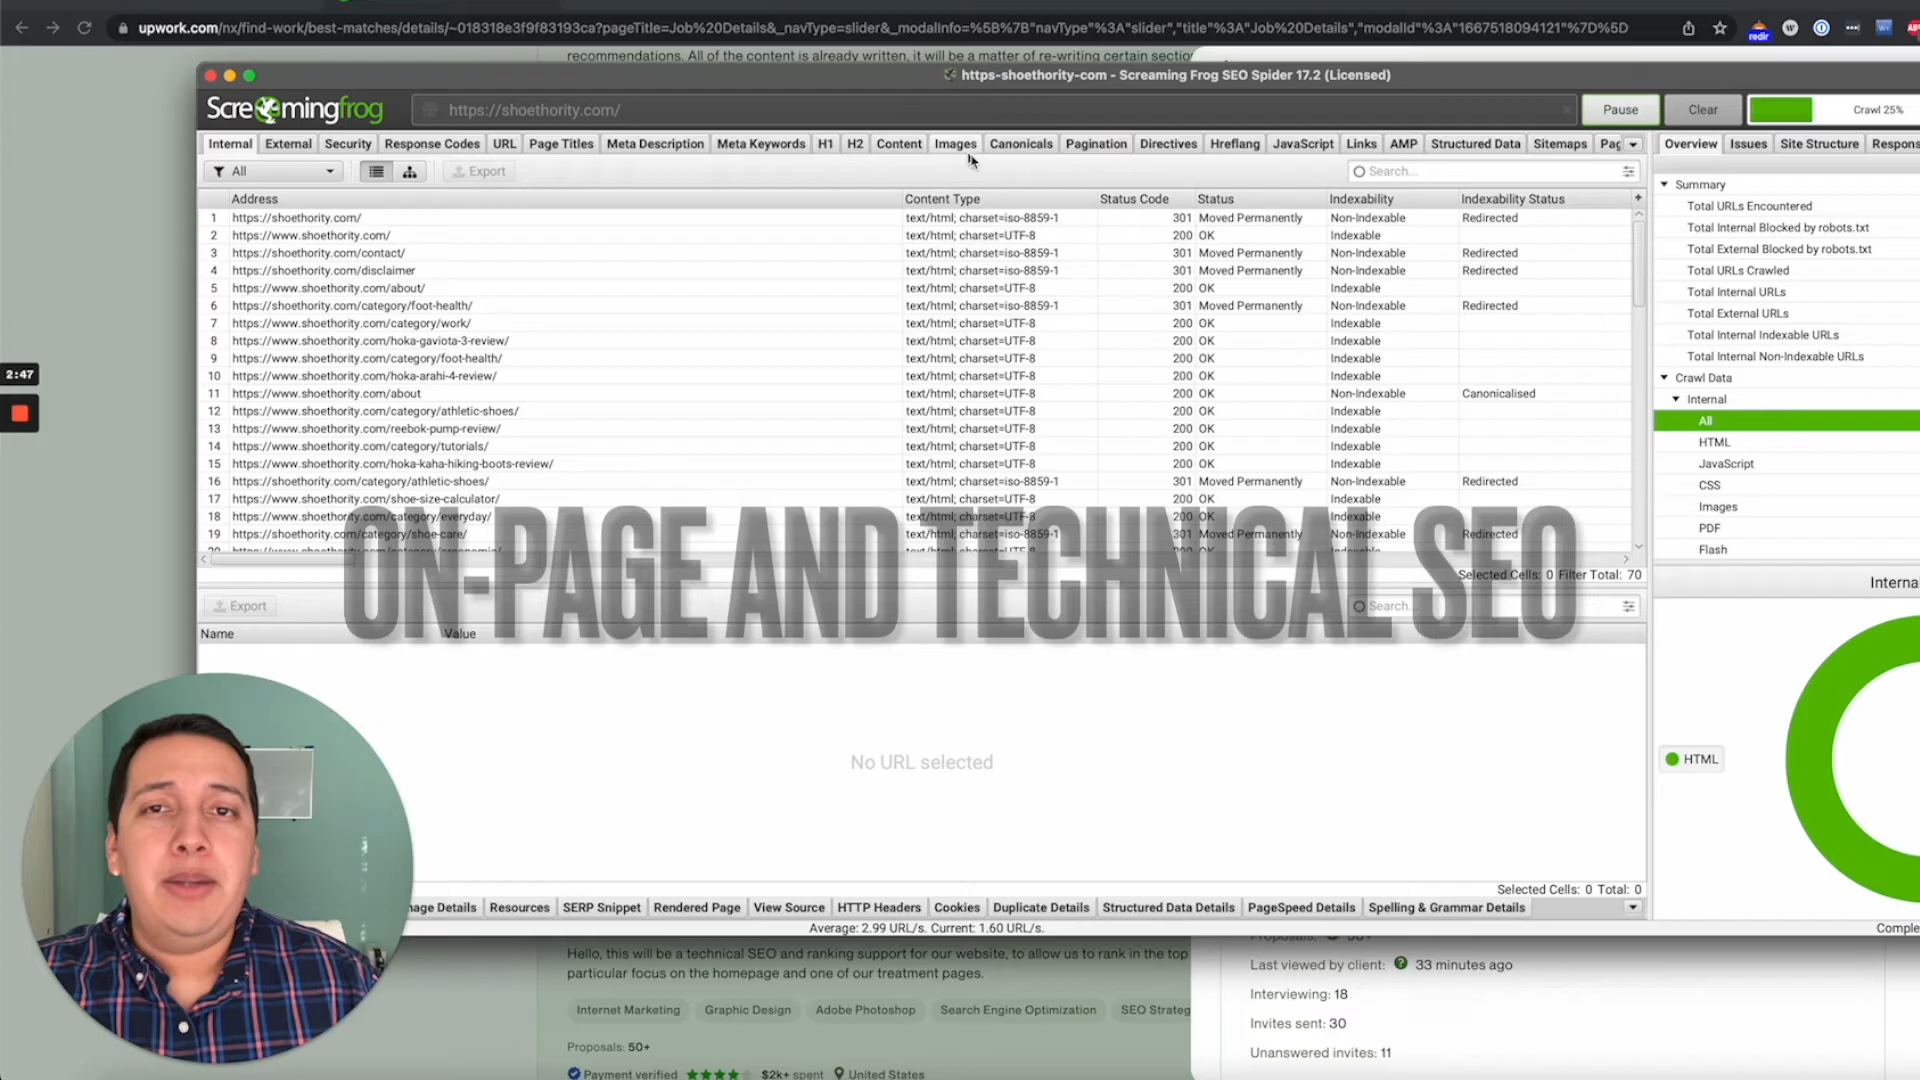 upwork.com/nx/find-work/best-matches/details/~018318e3f9f83193ca?pageTitle=Job%20Details&_navType=slider&_modalInfo=%5B%7B"navType"%3A"slider","title"%3A"Job%20Details","modalId"%3A"1667518094121"%7D%5D
redir
recommendations. All of the content is already written, it will be a matter of re-writing certain sectio
https-shoethority-com - Screaming Frog SEO Spider 17.2 (Licensed)
Screamingfrog
https://shoethority.com/
Pause
Clear
Crawl 25%
Internal External Security Response Codes URL Page Titles Meta Description Meta Keywords H1 H2 Content Images Canonicals Pagination Directives Hreflang JavaScript Links AMP Structured Data Sitemaps Pag
Overview Issues Site Structure Respons
All
Export
Search...
Address Content Type Status Code Status Indexability Indexability Status
1 https://shoethority.com/ text/html; charset=iso-8859-1 301 Moved Permanently Non-Indexable Redirected
2 https://www.shoethority.com/ text/html; charset=UTF-8 200 OK Indexable
3 https://shoethority.com/contact/ text/html; charset=iso-8859-1 301 Moved Permanently Non-Indexable Redirected
4 https://shoethority.com/disclaimer text/html; charset=iso-8859-1 301 Moved Permanently Non-Indexable Redirected
5 https://www.shoethority.com/about/ text/html; charset=UTF-8 200 OK Indexable
6 https://shoethority.com/category/foot-health/ text/html; charset=iso-8859-1 301 Moved Permanently Non-Indexable Redirected
7 https://www.shoethority.com/category/work/ text/html; charset=UTF-8 200 OK Indexable
8 https://www.shoethority.com/hoka-gaviota-3-review/ text/html; charset=UTF-8 200 OK Indexable
9 https://www.shoethority.com/category/foot-health/ text/html; charset=UTF-8 200 OK Indexable
10 https://www.shoethority.com/hoka-arahi-4-review/ text/html; charset=UTF-8 200 OK Indexable
11 https://www.shoethority.com/about text/html; charset=UTF-8 200 OK Non-Indexable Canonicalised
12 https://www.shoethority.com/category/athletic-shoes/ text/html; charset=UTF-8 200 OK Indexable
13 https://www.shoethority.com/reebok-pump-review/ text/html; charset=UTF-8 200 OK Indexable
14 https://www.shoethority.com/category/tutorials/ text/html; charset=UTF-8 200 OK Indexable
15 https://www.shoethority.com/hoka-kaha-hiking-boots-review/ text/html; charset=UTF-8 200 OK Indexable
16 https://shoethority.com/category/athletic-shoes/ text/html; charset=iso-8859-1 301 Moved Permanently Non-Indexable Redirected
17 https://www.shoethority.com/shoe-size-calculator/ text/html; charset=UTF-8 200 OK Indexable
18 https://www.shoethority.com/category/everyday/ text/html; charset=UTF-8 200 OK Indexable
19 https://shoethority.com/category/shoe-care/ text/html; charset=iso-8859-1 301 Moved Permanently Non-Indexable Redirected
Selected Cells: 0 Filter Total: 70
Summary
Total URLs Encountered
Total Internal Blocked by robots.txt
Total External Blocked by robots.txt
Total URLs Crawled
Total Internal URLs
Total External URLs
Total Internal Indexable URLs
Total Internal Non-Indexable URLs
Crawl Data
Internal
All
HTML
JavaScript
CSS
Images
PDF
Flash
Interna
HTML
2:47
ON-PAGE AND TECHNICAL SEO
Export
Search...
Name Value
No URL selected
Selected Cells: 0 Total: 0
mage Details Resources SERP Snippet Rendered Page View Source HTTP Headers Cookies Duplicate Details Structured Data Details PageSpeed Details Spelling & Grammar Details
Average: 2.99 URL/s. Current: 1.60 URL/s.
Comple
Hello, this will be a technical SEO and ranking support for our website, to allow us to rank in the top
particular focus on the homepage and one of our treatment pages.
Internet Marketing Graphic Design Adobe Photoshop Search Engine Optimization SEO Strateg
Proposals: 50+
Payment verified $2k+ spent United States
Last viewed by client: 33 minutes ago
Interviewing: 18
Invites sent: 30
Unanswered invites: 11